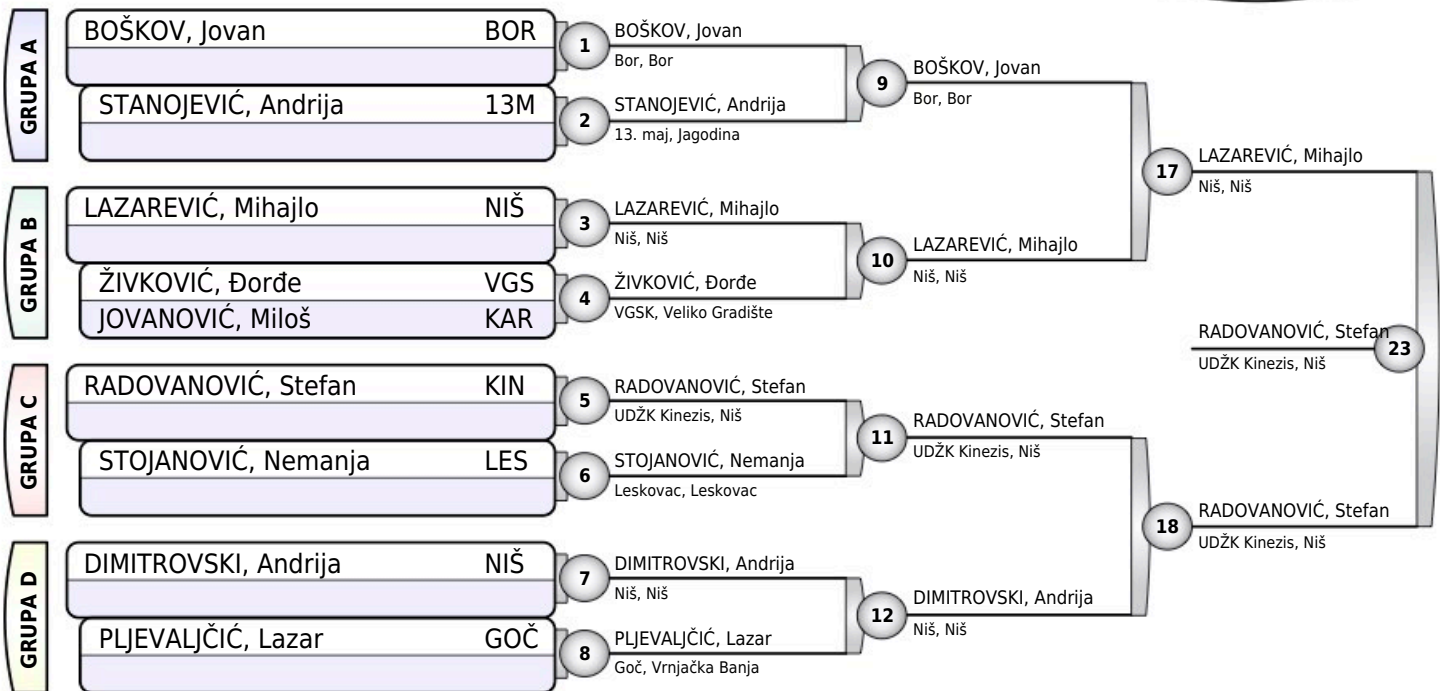 GRUPA A
BOŠKOV, Jovan BOR
STANOJEVIĆ, Andrija 13M
GRUPA B
LAZAREVIĆ, Mihajlo NIŠ
ŽIVKOVIĆ, Đorđe VGS
JOVANOVIĆ, Miloš KAR
GRUPA C
RADOVANOVIĆ, Stefan KIN
STOJANOVIĆ, Nemanja LES
GRUPA D
DIMITROVSKI, Andrija NIŠ
PLJEVALJČIĆ, Lazar GOČ
1
BOŠKOV, Jovan
Bor, Bor
2
STANOJEVIĆ, Andrija
13. maj, Jagodina
3
LAZAREVIĆ, Mihajlo
Niš, Niš
4
ŽIVKOVIĆ, Đorđe
VGSK, Veliko Gradište
5
RADOVANOVIĆ, Stefan
UDŽK Kinezis, Niš
6
STOJANOVIĆ, Nemanja
Leskovac, Leskovac
7
DIMITROVSKI, Andrija
Niš, Niš
8
PLJEVALJČIĆ, Lazar
Goč, Vrnjačka Banja
9
BOŠKOV, Jovan
Bor, Bor
10
LAZAREVIĆ, Mihajlo
Niš, Niš
11
RADOVANOVIĆ, Stefan
UDŽK Kinezis, Niš
12
DIMITROVSKI, Andrija
Niš, Niš
17
LAZAREVIĆ, Mihajlo
Niš, Niš
18
RADOVANOVIĆ, Stefan
UDŽK Kinezis, Niš
RADOVANOVIĆ, Stefan
23
UDŽK Kinezis, Niš